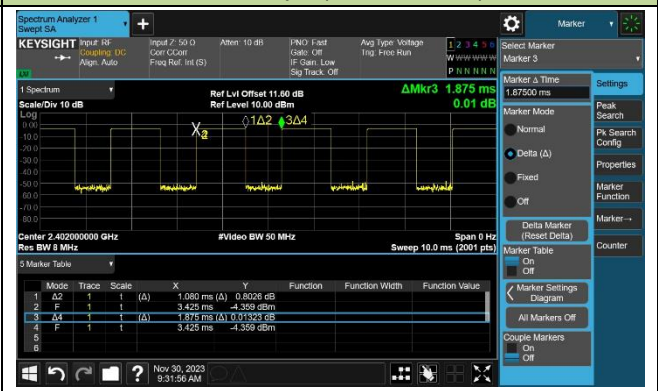 Spectrum Analyzer 1
Swept SA
+
Marker
KEYSIGHT
Input: RF
Coupling: DC
Align: Auto
Input Z: 50 Ω
Corr CCorr
Freq Ref: Int (S)
Atten: 10 dB
PNO: Fast
Gate: Off
IF Gain: Low
Sig Track: Off
Avg Type: Voltage
Trig: Free Run
1 2 3 4 5 6
W W W W W W
P N N N N N
Select Marker
Marker 3
1 Spectrum
Scale/Div 10 dB
Ref Lvl Offset 11.50 dB
Ref Level 10.00 dBm
ΔMkr3 1.875 ms
0.01 dB
Log
0.00
-10.0
-20.0
-30.0
-40.0
-50.0
-60.0
-70.0
-80.0
1Δ2
3Δ4
X2
Center 2.402000000 GHz
Res BW 8 MHz
#Video BW 50 MHz
Span 0 Hz
Sweep 10.0 ms (2001 pts)
Marker Δ Time
1.87500 ms
Marker Mode
Normal
Delta (Δ)
Fixed
Off
Delta Marker
(Reset Delta)
Marker Table
On
Off
Marker Settings
Diagram
All Markers Off
Couple Markers
On
Off
Settings
Peak
Search
Pk Search
Config
Properties
Marker
Function
Marker→
Counter
5 Marker Table
Mode Trace Scale X Y Function Function Width Function Value
1 Δ2 1 t (Δ) 1.080 ms (Δ) 0.8026 dB
2 F 1 t 3.425 ms -4.359 dBm
3 Δ4 1 t (Δ) 1.875 ms (Δ) 0.01323 dB
4 F 1 t 3.425 ms -4.359 dBm
5
6
?
Nov 30, 2023
9:31:56 AM